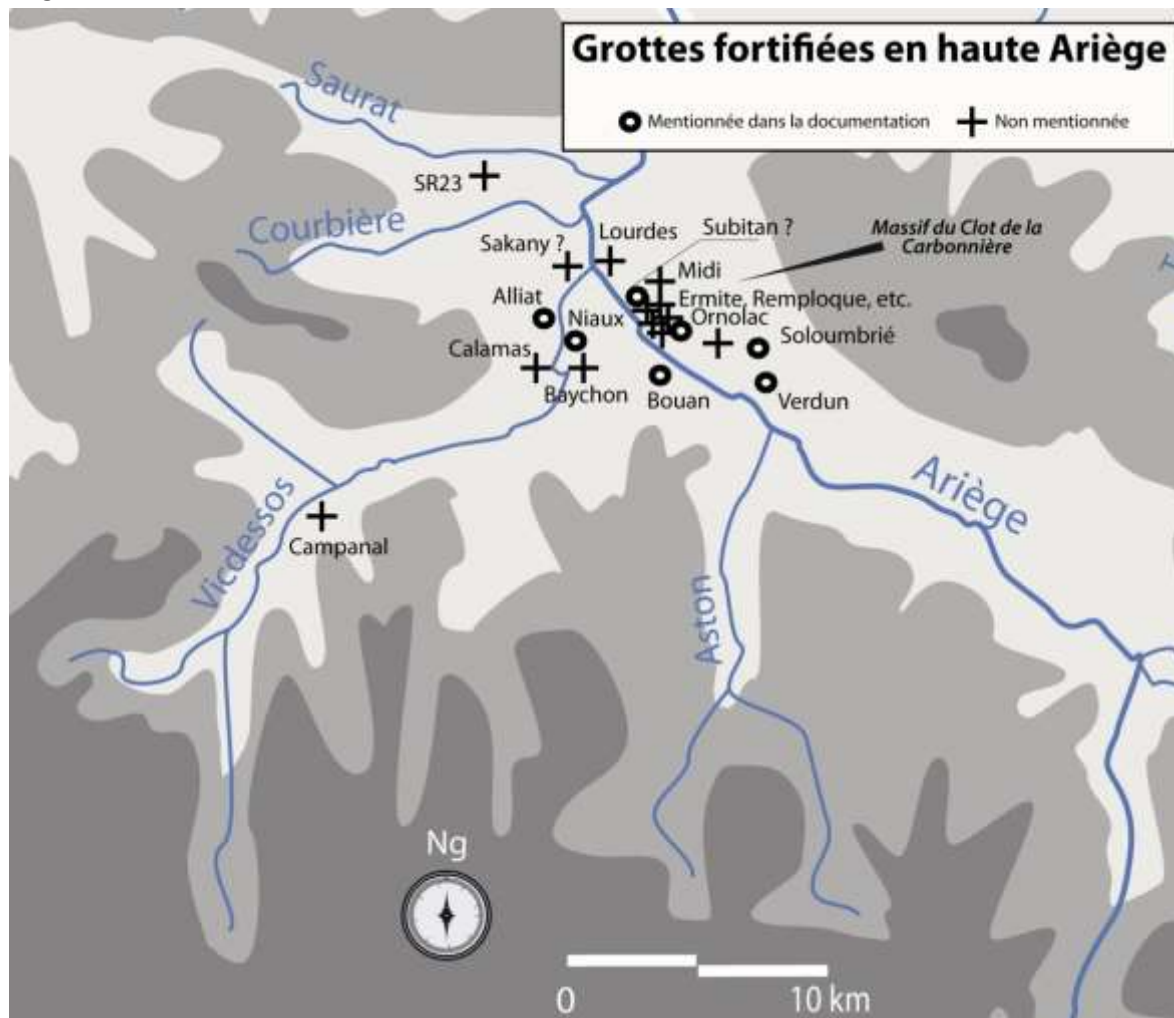 Grottes fortifiées en haute Ariège
Mentionnée dans la documentation
Non mentionnée
Saurat
SR23
Courbière
Sakany ?
Lourdes
Subitan ?
Massif du Clot de la
Carbonnière
Midi
Alliat
Niaux
Ermite, Remploque, etc.
Ornolac
Soloumbrié
Calamas
Baychon
Bouan
Verdun
Ariège
Vicdessos
Campanal
Aston
Ng
0
10 km